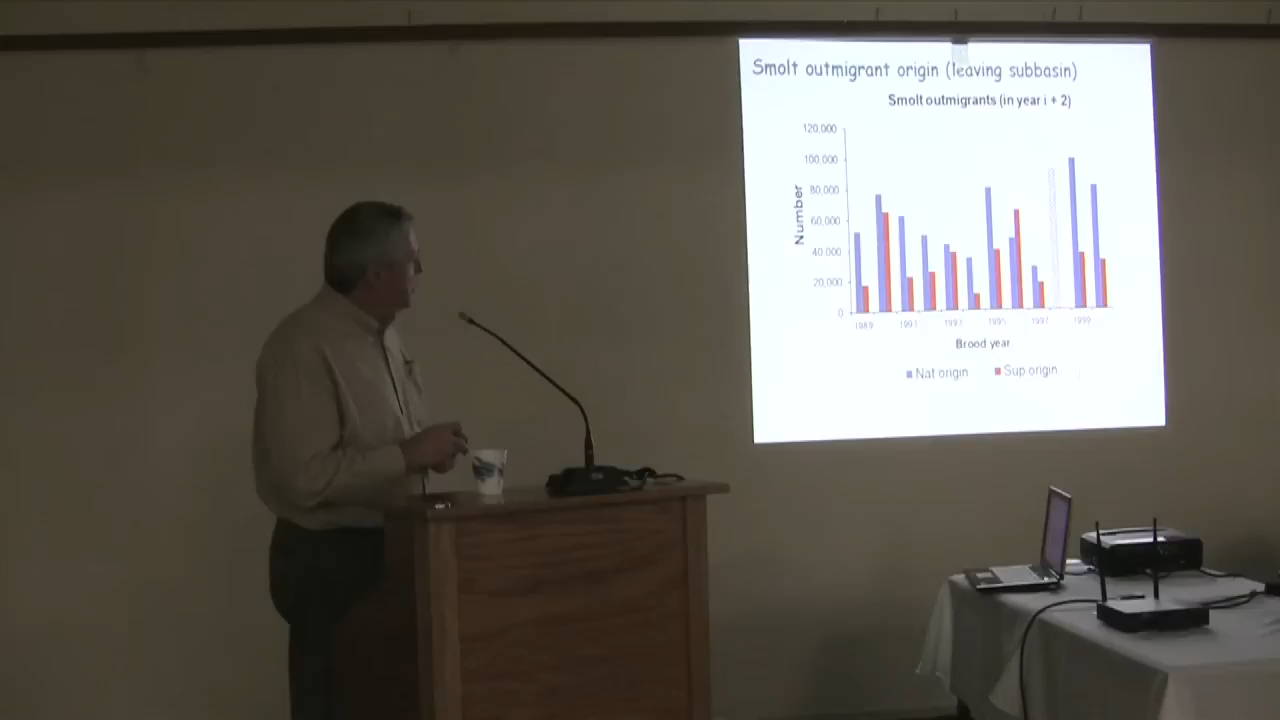 Smolt outmigrant origin (leaving subbasin)
Smolt outmigrants (in year i + 2)
120,000
100,000
80,000
60,000
40,000
20,000
0
Number
1989 1991 1993 1995 1997 1999
Brood year
Nat origin Sup origin